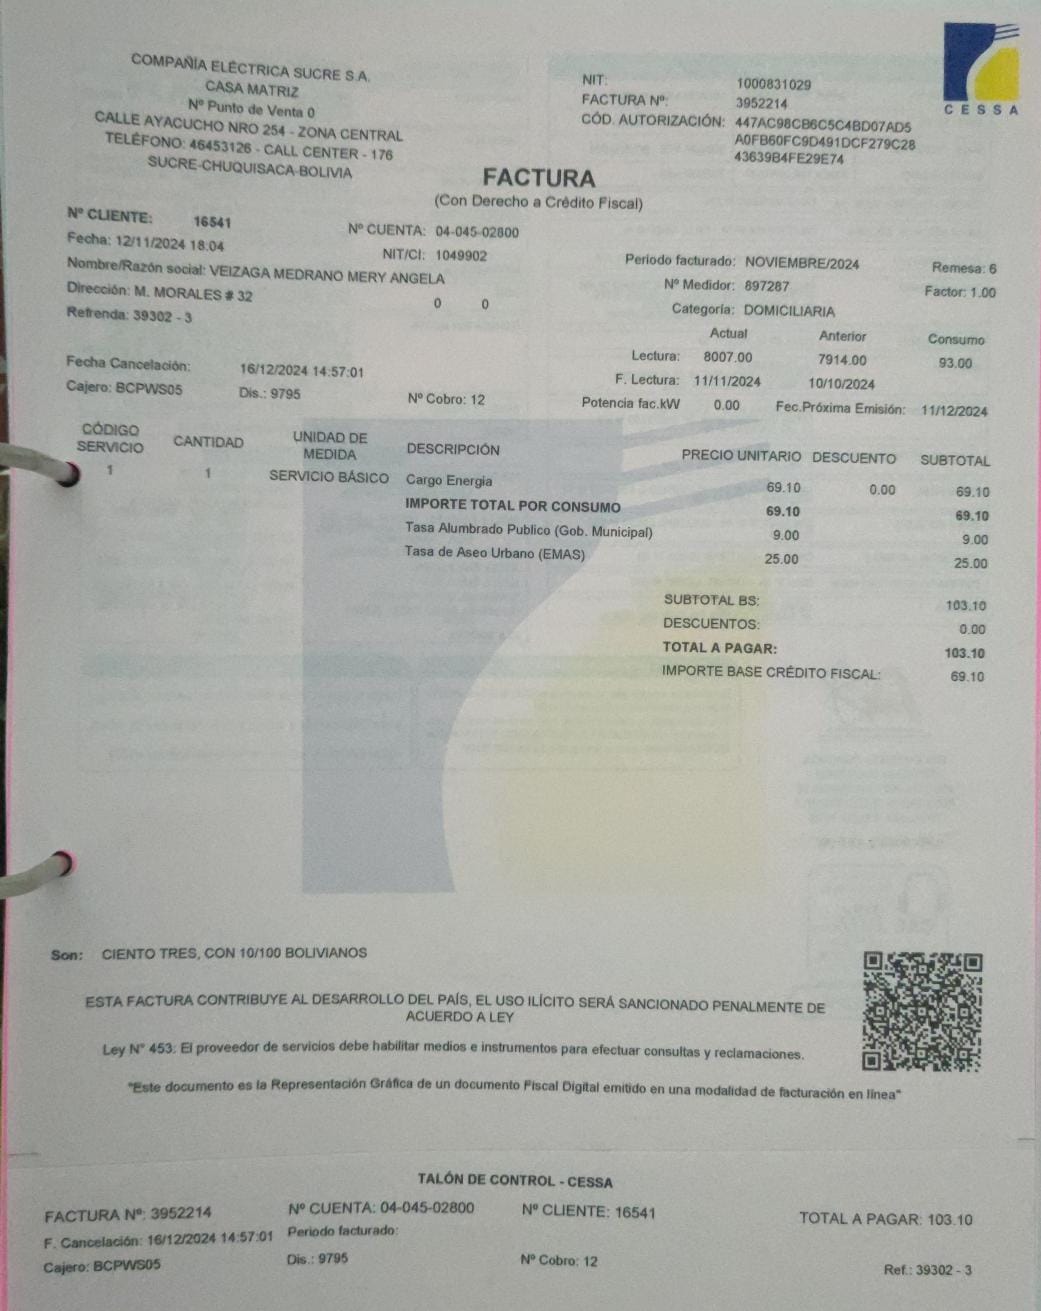 COMPAÑÍA ELÉCTRICA SUCRE S.A.
CASA MATRIZ
Nº Punto de Venta 0
CALLE AYACUCHO NRO 254 - ZONA CENTRAL
TELÉFONO: 46453126 - CALL CENTER - 176
SUCRE-CHUQUISACA-BOLIVIA
NIT: 1000831029
FACTURA Nº: 3952214
CÓD. AUTORIZACIÓN: 447AC98CB6C5C4BD07AD5
A0FB60FC9D491DCF279C28
43639B4FE29E74
CESSA
FACTURA
(Con Derecho a Crédito Fiscal)
Nº CLIENTE: 16541
Nº CUENTA: 04-045-02800
Fecha: 12/11/2024 18:04
NIT/CI: 1049902
Nombre/Razón social: VEIZAGA MEDRANO MERY ANGELA
Dirección: M. MORALES # 32 0 0
Refrenda: 39302 - 3
Periodo facturado: NOVIEMBRE/2024 Remesa: 6
Nº Medidor: 897287 Factor: 1.00
Categoría: DOMICILIARIA
Actual Anterior Consumo
Lectura: 8007.00 7914.00 93.00
F. Lectura: 11/11/2024 10/10/2024
Potencia fac.kW 0.00 Fec.Próxima Emisión: 11/12/2024
Fecha Cancelación: 16/12/2024 14:57:01
Cajero: BCPWS05 Dis.: 9795 Nº Cobro: 12
CÓDIGO SERVICIO CANTIDAD UNIDAD DE MEDIDA DESCRIPCIÓN PRECIO UNITARIO DESCUENTO SUBTOTAL
1 1 SERVICIO BÁSICO Cargo Energia 69.10 0.00 69.10
IMPORTE TOTAL POR CONSUMO 69.10 69.10
Tasa Alumbrado Publico (Gob. Municipal) 9.00 9.00
Tasa de Aseo Urbano (EMAS) 25.00 25.00
SUBTOTAL BS: 103.10
DESCUENTOS: 0.00
TOTAL A PAGAR: 103.10
IMPORTE BASE CRÉDITO FISCAL: 69.10
Son: CIENTO TRES, CON 10/100 BOLIVIANOS
ESTA FACTURA CONTRIBUYE AL DESARROLLO DEL PAÍS, EL USO ILÍCITO SERÁ SANCIONADO PENALMENTE DE
ACUERDO A LEY
Ley N° 453: El proveedor de servicios debe habilitar medios e instrumentos para efectuar consultas y reclamaciones.
"Este documento es la Representación Gráfica de un documento Fiscal Digital emitido en una modalidad de facturación en línea"
TALÓN DE CONTROL - CESSA
FACTURA Nº: 3952214 Nº CUENTA: 04-045-02800 Nº CLIENTE: 16541 TOTAL A PAGAR: 103.10
F. Cancelación: 16/12/2024 14:57:01 Periodo facturado:
Cajero: BCPWS05 Dis.: 9795 Nº Cobro: 12 Ref.: 39302 - 3